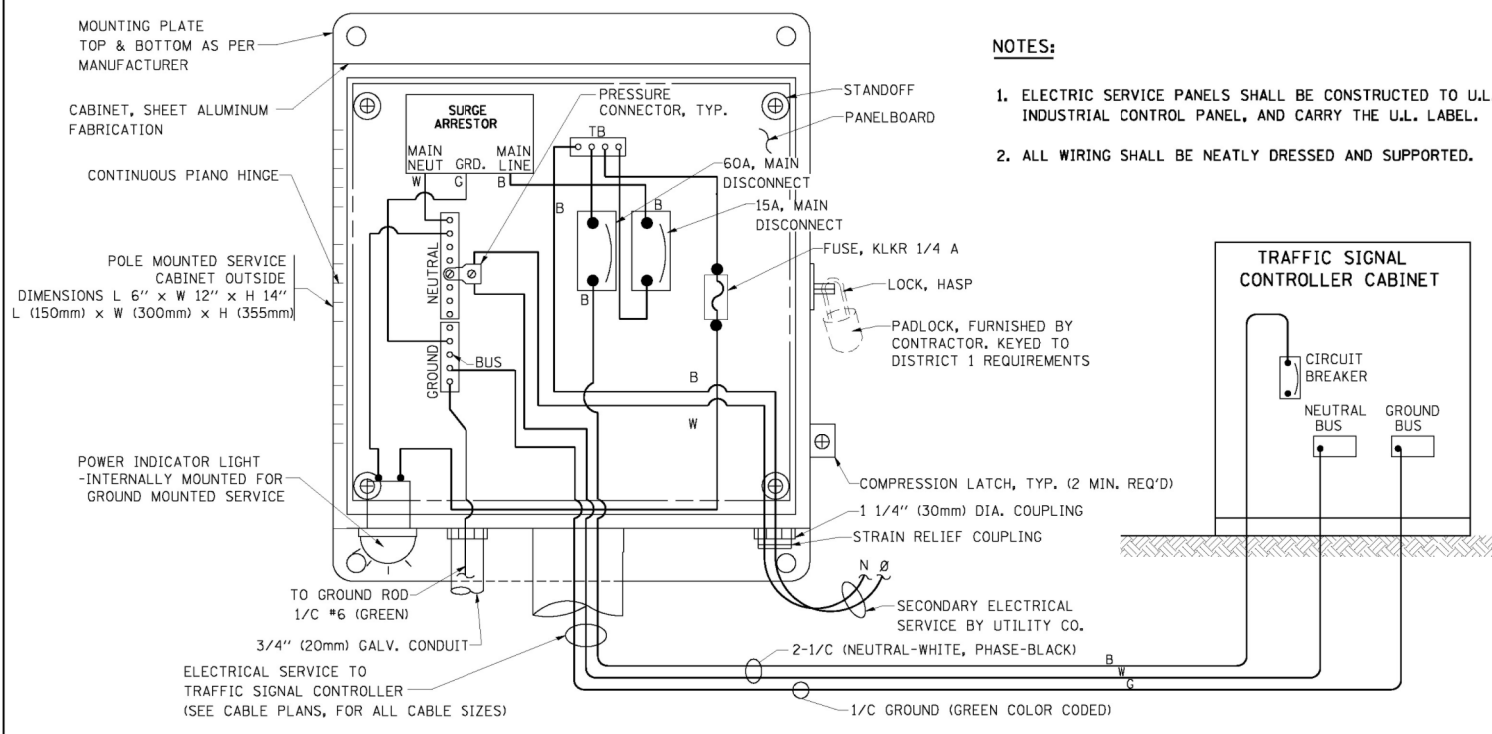 MOUNTING PLATE
TOP & BOTTOM AS PER
MANUFACTURER
CABINET, SHEET ALUMINUM
FABRICATION
CONTINUOUS PIANO HINGE
POLE MOUNTED SERVICE
CABINET OUTSIDE
DIMENSIONS L 6" x W 12" x H 14"
L (150mm) x W (300mm) x H (355mm)
POWER INDICATOR LIGHT
-INTERNALLY MOUNTED FOR
GROUND MOUNTED SERVICE
TO GROUND ROD
1/C #6 (GREEN)
3/4" (20mm) GALV. CONDUIT
ELECTRICAL SERVICE TO
TRAFFIC SIGNAL CONTROLLER
(SEE CABLE PLANS, FOR ALL CABLE SIZES)
SURGE
ARRESTOR
MAIN
NEUT
GRD.
MAIN
LINE
W
G
B
PRESSURE
CONNECTOR, TYP.
TB
NEUTRAL
GROUND
BUS
B
B
B
B
W
STANDOFF
PANELBOARD
60A, MAIN
DISCONNECT
15A, MAIN
DISCONNECT
FUSE, KLKR 1/4 A
LOCK, HASP
PADLOCK, FURNISHED BY
CONTRACTOR. KEYED TO
DISTRICT 1 REQUIREMENTS
COMPRESSION LATCH, TYP. (2 MIN. REQ'D)
1 1/4" (30mm) DIA. COUPLING
STRAIN RELIEF COUPLING
N Ø
SECONDARY ELECTRICAL
SERVICE BY UTILITY CO.
2-1/C (NEUTRAL-WHITE, PHASE-BLACK)
B
W
G
1/C GROUND (GREEN COLOR CODED)
NOTES:
1. ELECTRIC SERVICE PANELS SHALL BE CONSTRUCTED TO U.L
INDUSTRIAL CONTROL PANEL, AND CARRY THE U.L. LABEL.
2. ALL WIRING SHALL BE NEATLY DRESSED AND SUPPORTED.
TRAFFIC SIGNAL
CONTROLLER CABINET
CIRCUIT
BREAKER
NEUTRAL
BUS
GROUND
BUS